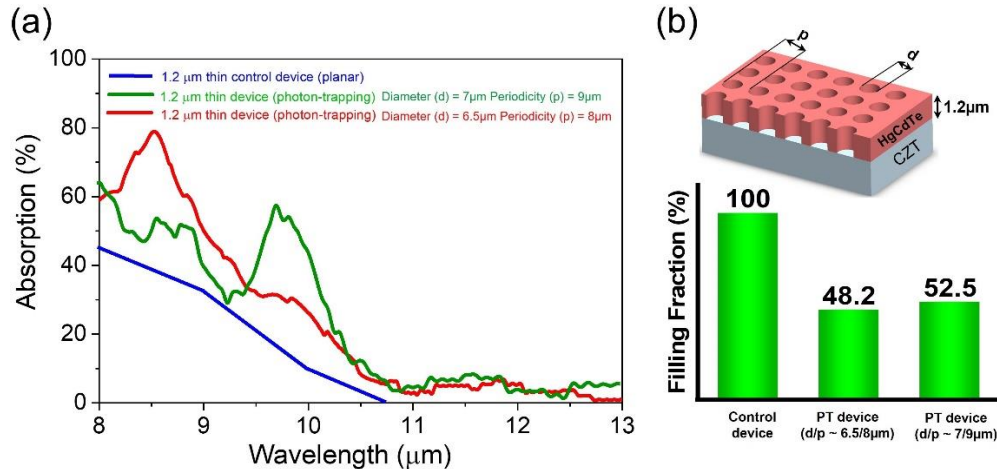 (a)
100
80
60
40
20
0
Absorption (%)
1.2 μm thin control device (planar)
1.2 μm thin device (photon-trapping) Diameter (d) = 7μm Periodicity (p) = 9μm
1.2 μm thin device (photon-trapping) Diameter (d) = 6.5μm Periodicity (p) = 8μm
8 9 10 11 12 13
Wavelength (μm)
(b)
p
d
1.2μm
HgCdTe
CZT
Filling Fraction (%)
100
48.2
52.5
Control
device
PT device
(d/p ~ 6.5/8μm)
PT device
(d/p ~ 7/9μm)